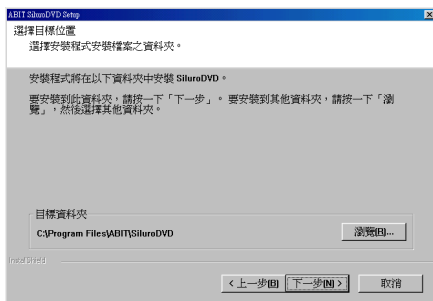 ABIT SiluroDVD Setup
選擇目標位置
選擇安裝程式安裝檔案之資料夾。
安裝程式將在以下資料夾中安裝 SiluroDVD。
要安裝到此資料夾，請按一下「下一步」。 要安裝到其他資料夾，請按一下「瀏
覽」，然後選擇其他資料夾。
目標資料夾
C:\Program Files\ABIT\SiluroDVD
瀏覽(R)...
InstallShield
< 上一步(B)
下一步(N) >
取消